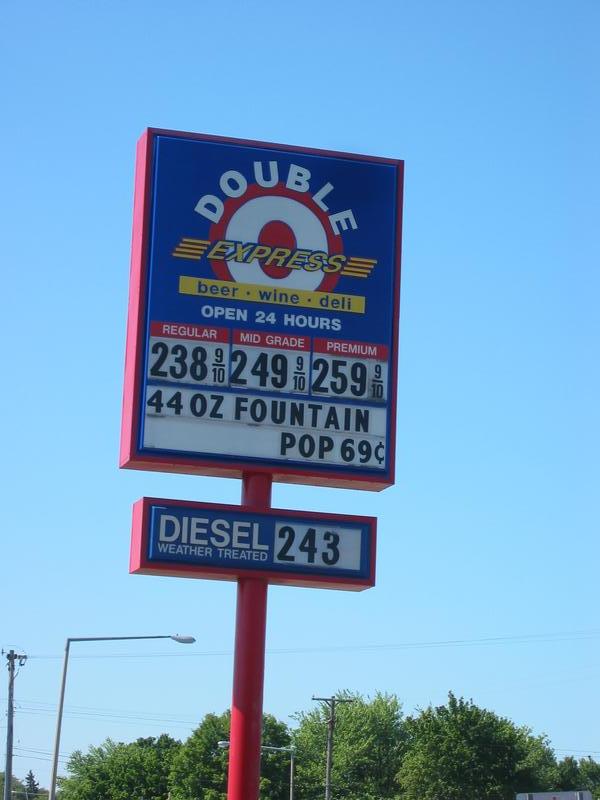 DOUBLE
EXPRESS
beer · wine · deli
OPEN 24 HOURS
REGULAR MID GRADE PREMIUM
238 9/10 249 9/10 259 9/10
44 OZ FOUNTAIN
POP 69¢
DIESEL 243
WEATHER TREATED